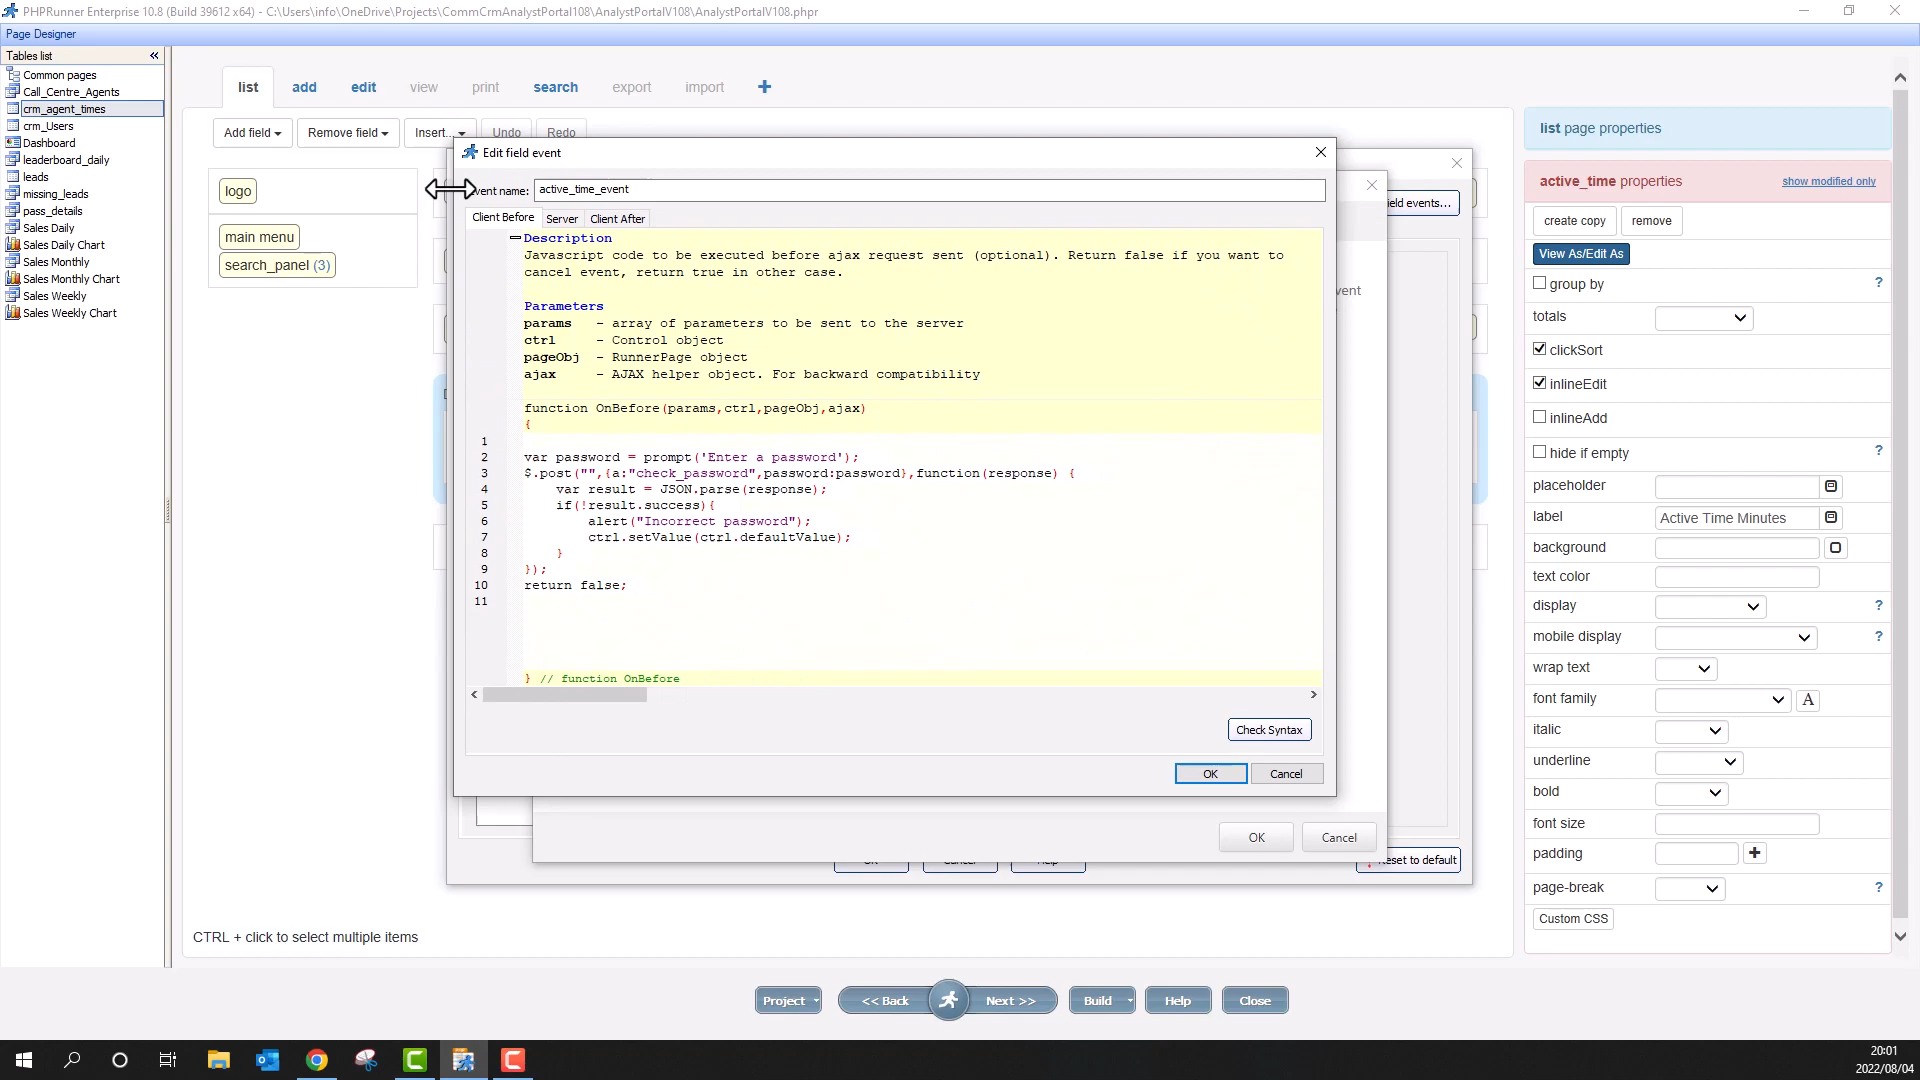 PHPRunner Enterprise 10.8 (Build 39612 x64) - C:\Users\info\OneDrive\Projects\CommCrmAnalystPortal108\AnalystPortalV108\AnalystPortalV108.phpr
Page Designer
Tables list
Common pages
Call_Centre_Agents
crm_agent_times
crm_Users
Dashboard
leaderboard_daily
leads
missing_leads
pass_details
Sales Daily
Sales Daily Chart
Sales Monthly
Sales Monthly Chart
Sales Weekly
Sales Weekly Chart
list add edit view print search export import
Add field Remove field Insert... Undo Redo
logo
main menu
search_panel (3)
Edit field event
Event name: active_time_event
Client Before Server Client After
Description
Javascript code to be executed before ajax request sent (optional). Return false if you want to
cancel event, return true in other case.
Parameters
params - array of parameters to be sent to the server
ctrl - Control object
pageObj - RunnerPage object
ajax - AJAX helper object. For backward compatibility
function OnBefore(params,ctrl,pageObj,ajax)
{
1
2 var password = prompt('Enter a password');
3 $.post("",{a:"check_password",password:password},function(response) {
4 var result = JSON.parse(response);
5 if(!result.success){
6 alert("Incorrect password");
7 ctrl.setValue(ctrl.defaultValue);
8 }
9 });
10 return false;
11
} // function OnBefore
Check Syntax
OK Cancel
ield events...
vent
OK Cancel
eset to default
CTRL + click to select multiple items
list page properties
active_time properties show modified only
create copy remove
View As/Edit As
group by ?
totals
clickSort
inlineEdit
inlineAdd
hide if empty ?
placeholder
label Active Time Minutes
background
text color
display ?
mobile display ?
wrap text
font family A
italic
underline
bold
font size
padding
page-break ?
Custom CSS
Project << Back Next >> Build Help Close
20:01
2022/08/04